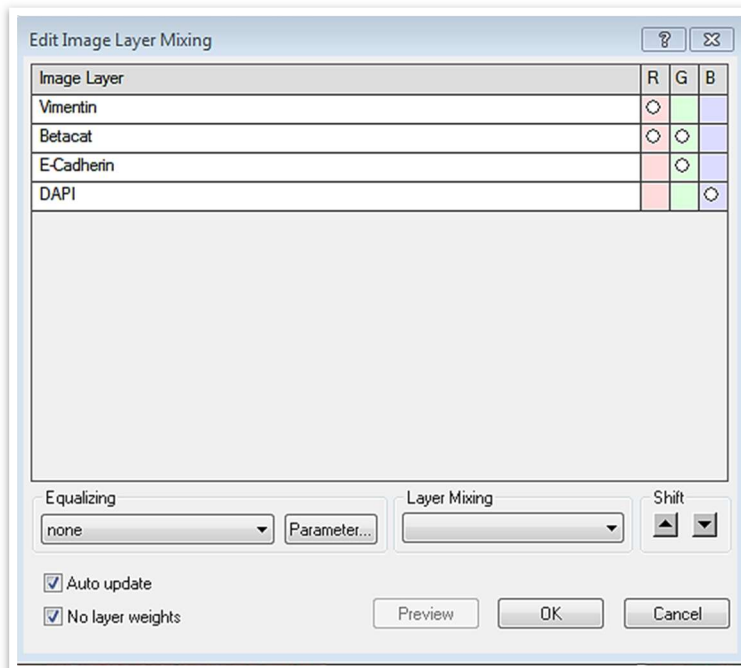 Edit Image Layer Mixing
Image Layer R G B
Vimentin
Betacat
E-Cadherin
DAPI
Equalizing Layer Mixing Shift
none Parameter...
Auto update
No layer weights Preview OK Cancel